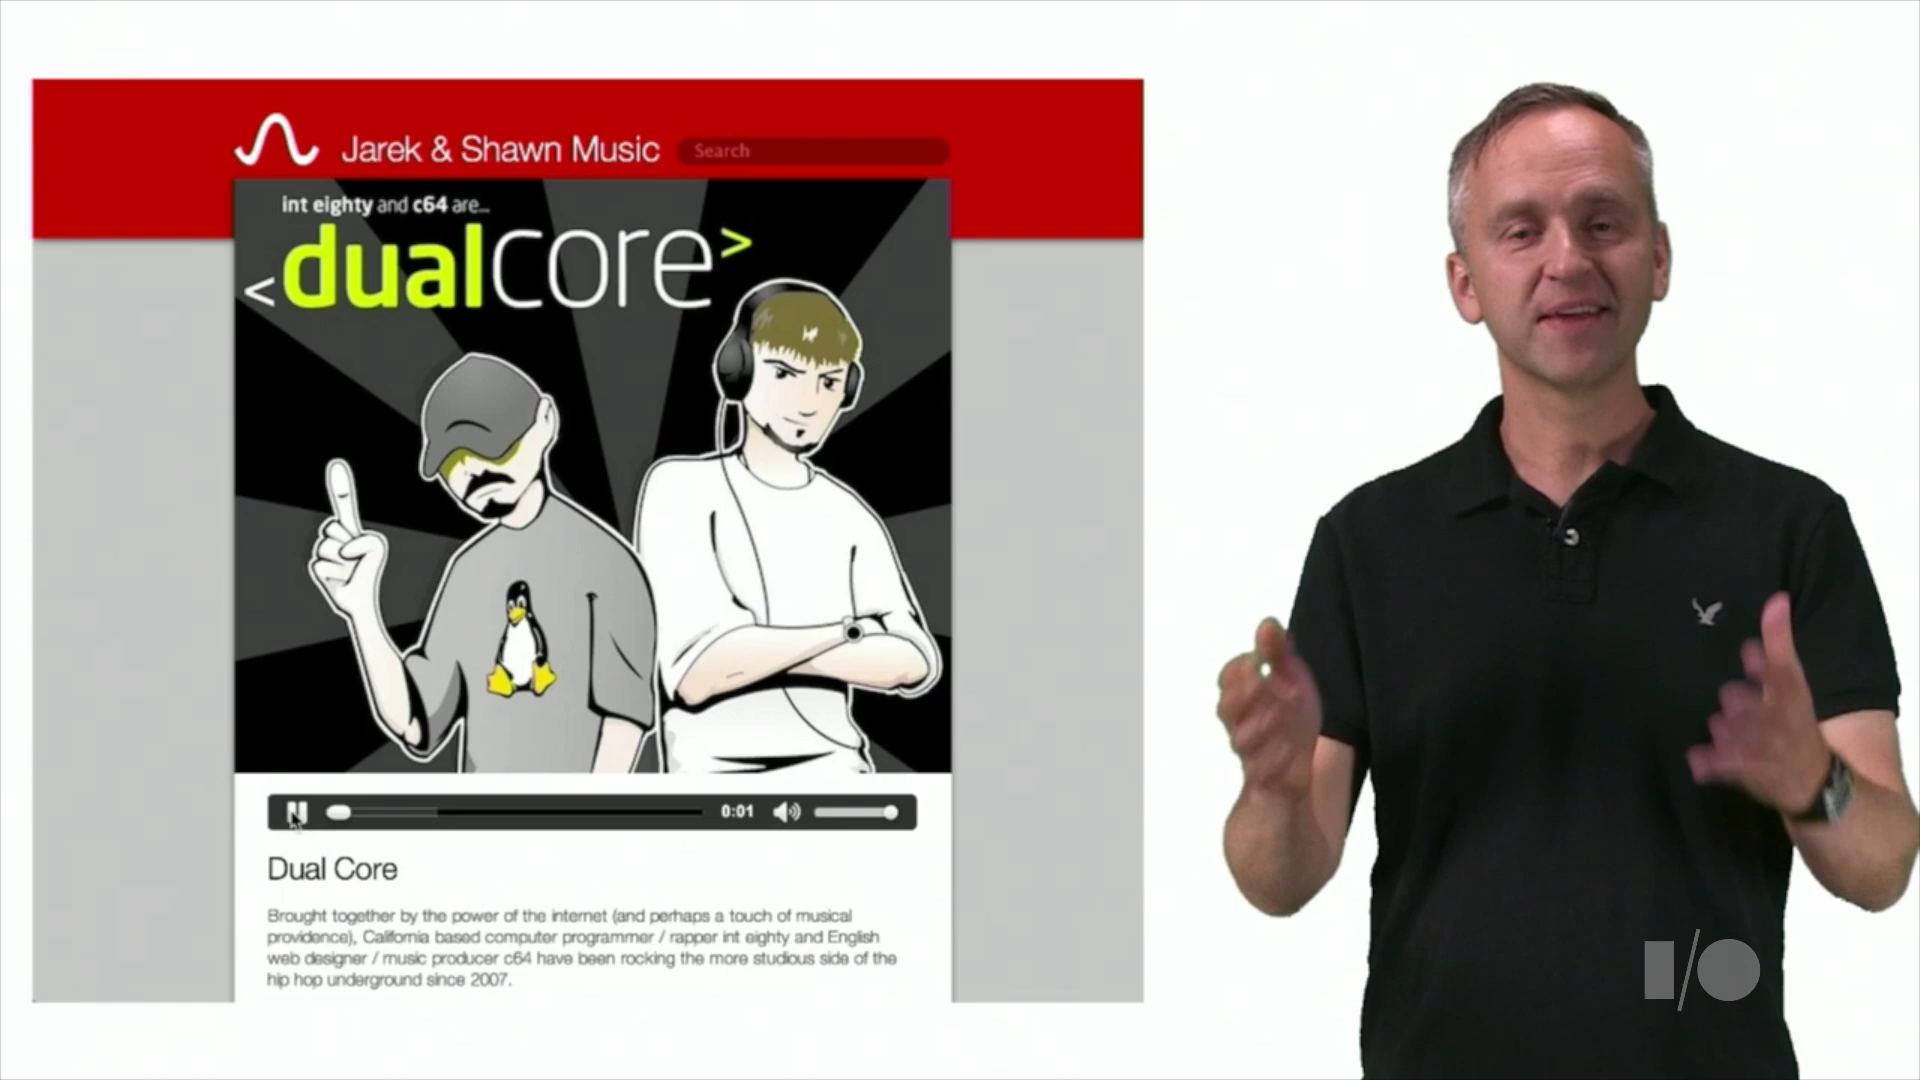 Jarek & Shawn Music
Search
int eighty and c64 are...
<dualcore>
0:01
Dual Core
Brought together by the power of the internet (and perhaps a touch of musical
providence), California based computer programmer / rapper int eighty and English
web designer / music producer c64 have been rocking the more studious side of the
hip hop underground since 2007.
I/O